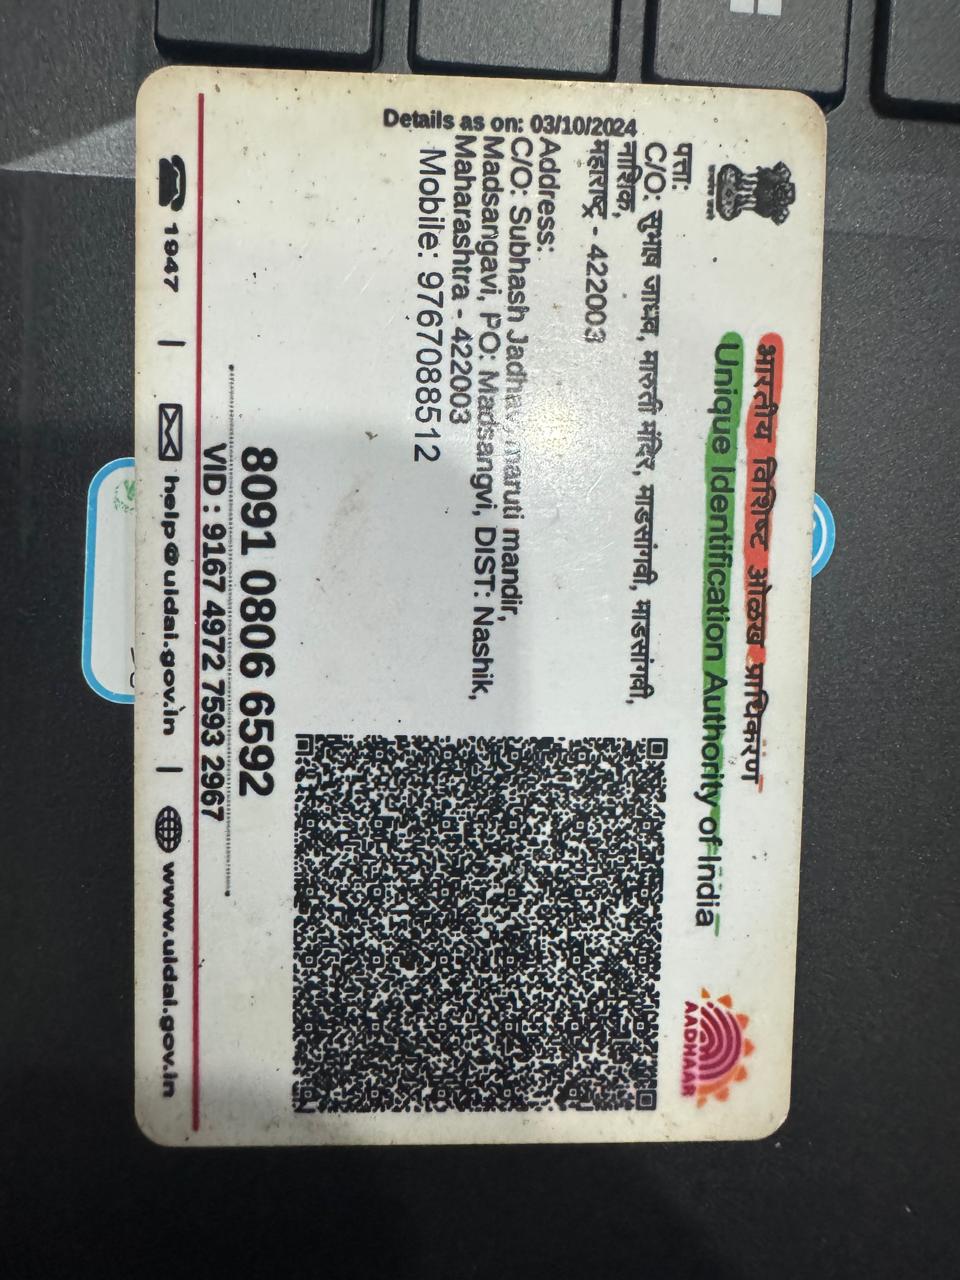 भारतीय विशिष्ट ओळख प्राधिकरण
Unique Identification Authority of India
AADHAAR
Details as on: 03/10/2024
पत्ता:
C/O: सुभाष जाधव, मारुती मंदिर, माडसांगवी, माडसांगवी,
नाशिक,
महाराष्ट्र - 422003
Address:
C/O: Subhash Jadhav, maruti mandir,
Madsangavi, PO: Madsangvi, DIST: Nashik,
Maharashtra - 422003
Mobile: 9767088512
8091 0806 6592
VID : 9167 4972 7593 2967
1947 | help@uidai.gov.in | www.uidai.gov.in